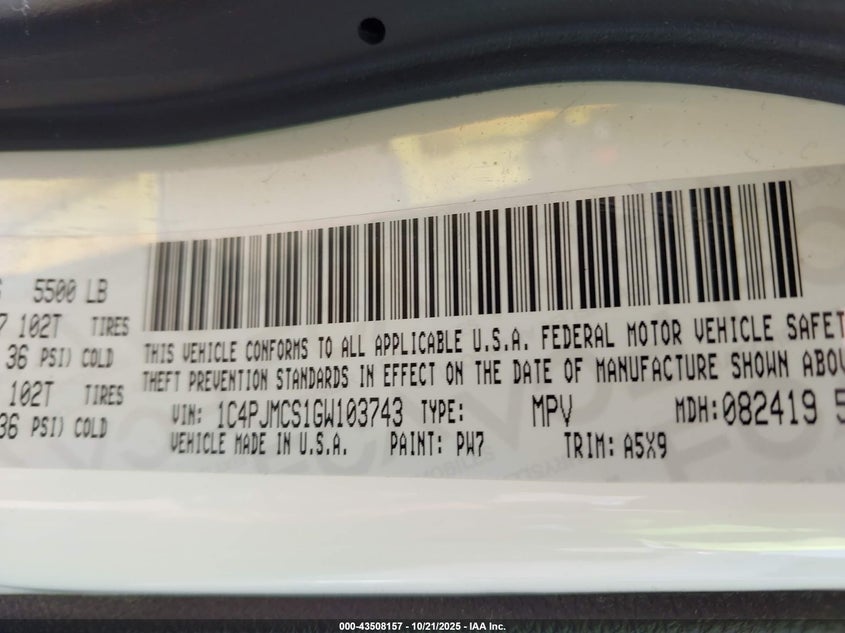 5500 LB
102T TIRES
36 PSI) COLD
102T TIRES
36 PSI) COLD
THIS VEHICLE CONFORMS TO ALL APPLICABLE U.S.A. FEDERAL MOTOR VEHICLE SAFET
THEFT PREVENTION STANDARDS IN EFFECT ON THE DATE OF MANUFACTURE SHOWN ABOV
VIN: 1C4PJMCS1GW103743 TYPE: MPV MDH: 082419 5
VEHICLE MADE IN U.S.A. PAINT: PW7 TRIM: A5X9
000-43508157 - 10/21/2025 - IAA Inc.